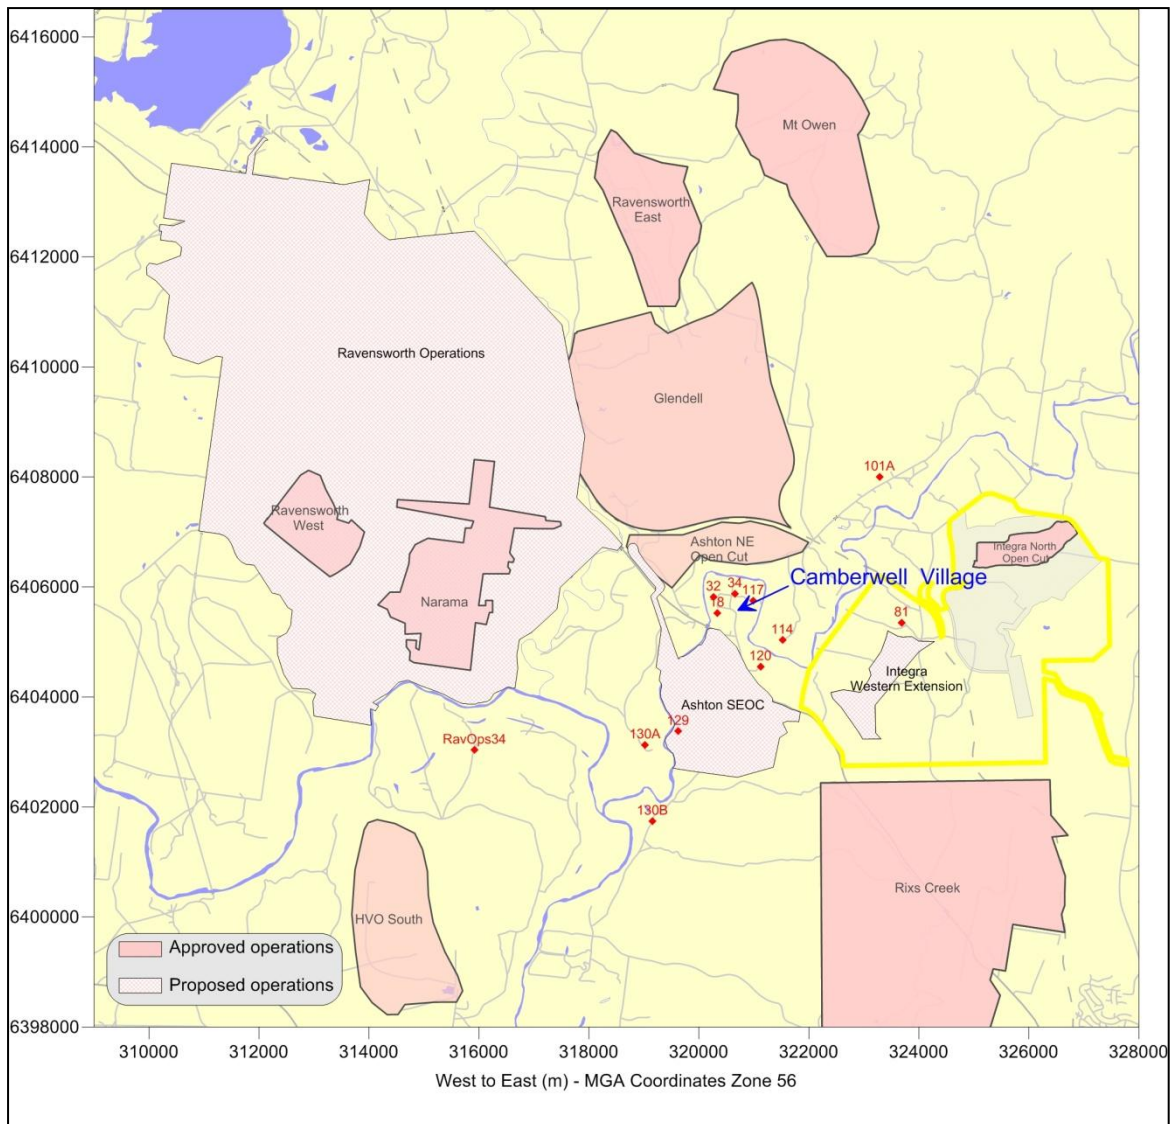 6416000
Mt Owen
6414000
Ravensworth
East
6412000
Ravensworth Operations
6410000
Glendell
101A
6408000
Ravensworth
West
Ashton NE
Open Cut
Integra North
Open Cut
6406000
Narama
32
34
117
Camberwell Village
18
81
114
120
Integra
Western Extension
6404000
Ashton SEOC
129
RavOps34
130A
6402000
130B
Rixs Creek
6400000
HVO South
Approved operations
Proposed operations
6398000
310000 312000 314000 316000 318000 320000 322000 324000 326000 328000
West to East (m) - MGA Coordinates Zone 56